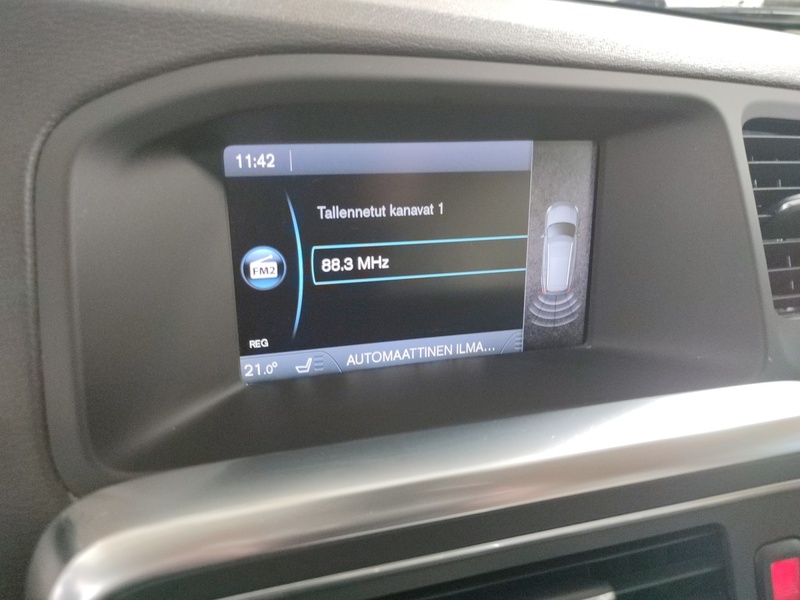 11:42
Tallennetut kanavat 1
FM2
88.3 MHz
REG
21.0°
AUTOMAATTINEN ILMA...